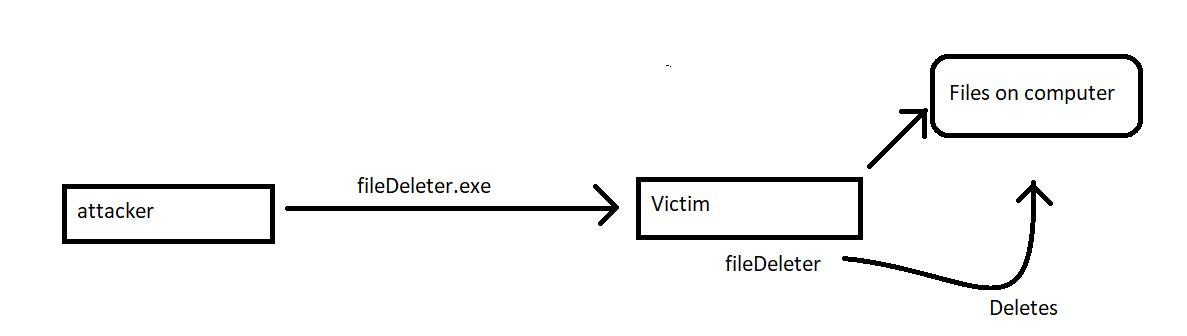 Files on computer
fileDeleter.exe
attacker
Victim
fileDeleter
Deletes